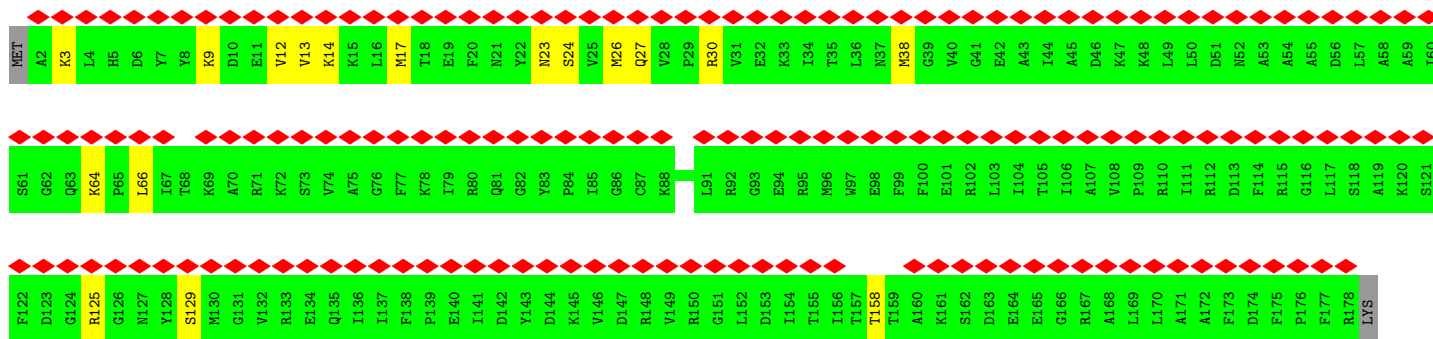 MET A2 K3 L4 H5 D6 Y7 Y8 K9 D10 E11 V12 V13 K14 K15 L16 M17 T18 E19 F20 N21 Y22 N23 S24 V25 M26 Q27 V28 P29 R30 V31 E32 K33 I34 T35 L36 N37 M38 G39 V40 G41 E42 A43 I44 A45 D46 K47 K48 L49 L50 D51 N52 A53 A54 A55 D56 L57 A58 A59 I60
S61 G62 Q63 K64 P65 L66 I67 T68 K69 A70 R71 K72 S73 V74 A75 G76 F77 K78 I79 R80 Q81 G82 Y83 P84 I85 G86 C87 K88 L91 R92 G93 E94 R95 M96 W97 E98 F99 F100 E101 R102 L103 I104 T105 I106 A107 V108 P109 R110 I111 R112 D113 F114 R115 G116 L117 S118 A119 K120 S121
F122 D123 G124 R125 G126 N127 Y128 S129 M130 G131 V132 R133 E134 Q135 I136 I137 F138 P139 E140 I141 D142 Y143 D144 K145 V146 D147 R148 V149 R150 G151 L152 D153 I154 T155 I156 T157 T158 T159 A160 K161 S162 D163 E164 E165 G166 R167 A168 L169 L170 A171 A172 F173 D174 F175 P176 F177 R178 LYS